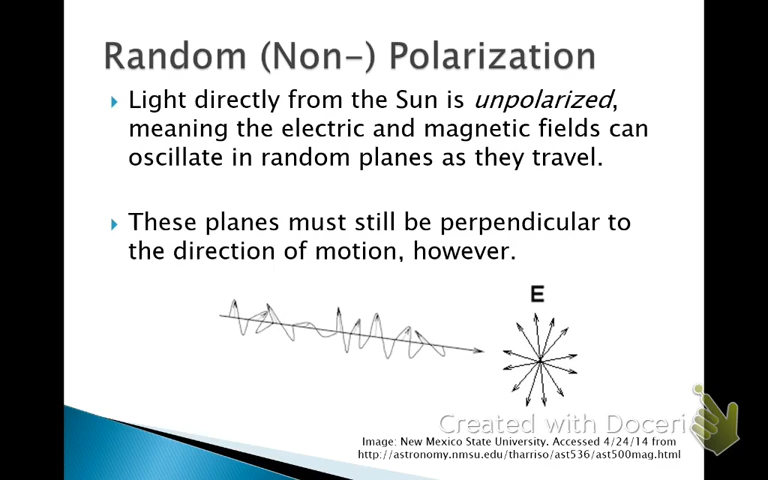 Random (Non-) Polarization
Light directly from the Sun is unpolarized,
meaning the electric and magnetic fields can
oscillate in random planes as they travel.
These planes must still be perpendicular to
the direction of motion, however.
E
Created with Doceri
Image: New Mexico State University. Accessed 4/24/14 from
http://astronomy.nmsu.edu/tharriso/ast536/ast500mag.html